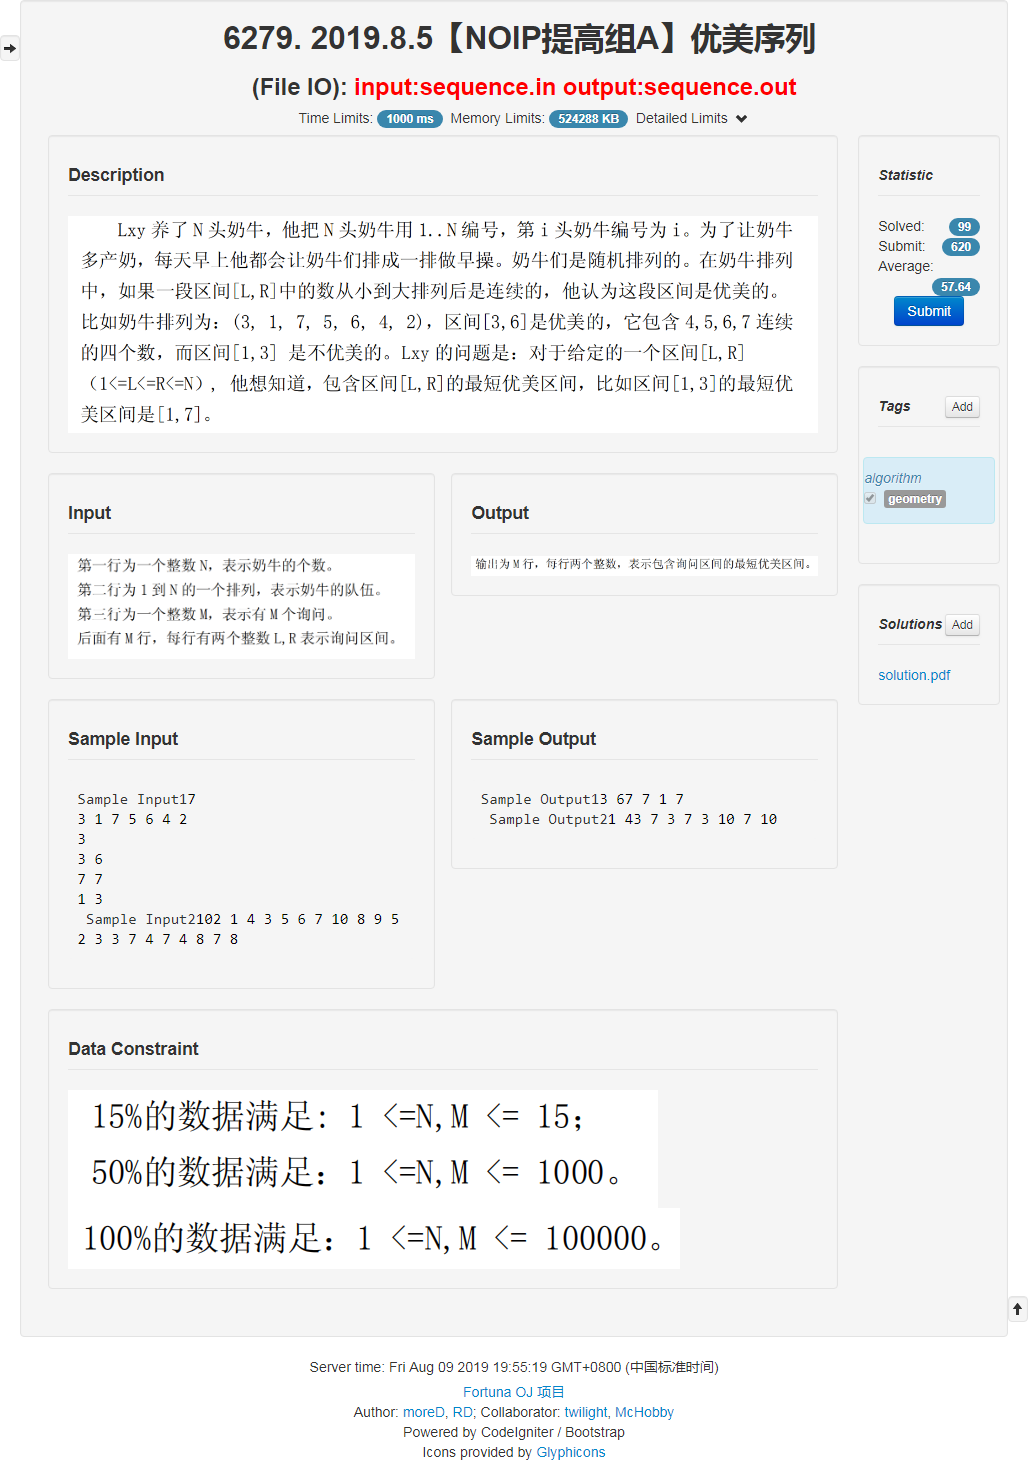 6279. 2019.8.5【NOIP提高组A】优美序列
(File IO): input:sequence.in output:sequence.out
Time Limits: 1000 ms Memory Limits: 524288 KB Detailed Limits
Description
Lxy 养了 N 头奶牛，他把 N 头奶牛用 1..N 编号，第 i 头奶牛编号为 i。为了让奶牛
多产奶，每天早上他都会让奶牛们排成一排做早操。奶牛们是随机排列的。在奶牛排列
中，如果一段区间[L,R]中的数从小到大排列后是连续的，他认为这段区间是优美的。
比如奶牛排列为：(3, 1, 7, 5, 6, 4, 2)，区间[3,6]是优美的，它包含 4,5,6,7 连续
的四个数，而区间[1,3] 是不优美的。Lxy 的问题是：对于给定的一个区间[L,R]
（1<=L<=R<=N）, 他想知道，包含区间[L,R]的最短优美区间，比如区间[1,3]的最短优
美区间是[1,7]。
Input
第一行为一个整数 N，表示奶牛的个数。
第二行为 1 到 N 的一个排列，表示奶牛的队伍。
第三行为一个整数 M，表示有 M 个询问。
后面有 M 行，每行有两个整数 L,R 表示询问区间。
Output
输出为 M 行，每行两个整数，表示包含询问区间的最短优美区间。
Sample Input
Sample Input17
3 1 7 5 6 4 2
3
3 6
7 7
1 3
Sample Input2102 1 4 3 5 6 7 10 8 9 5
2 3 3 7 4 7 4 8 7 8
Sample Output
Sample Output13 67 7 1 7
Sample Output21 43 7 3 7 3 10 7 10
Data Constraint
15%的数据满足: 1 <=N,M <= 15；
50%的数据满足：1 <=N,M <= 1000。
100%的数据满足：1 <=N,M <= 100000。
Statistic
Solved: 99
Submit: 620
Average:
57.64
Submit
Tags Add
algorithm
geometry
Solutions Add
solution.pdf
Server time: Fri Aug 09 2019 19:55:19 GMT+0800 (中国标准时间)
Fortuna OJ 项目
Author: moreD, RD; Collaborator: twilight, McHobby
Powered by CodeIgniter / Bootstrap
Icons provided by Glyphicons